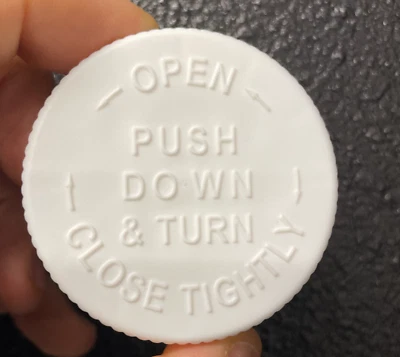 OPEN
PUSH
DOWN
& TURN
CLOSE TIGHTLY